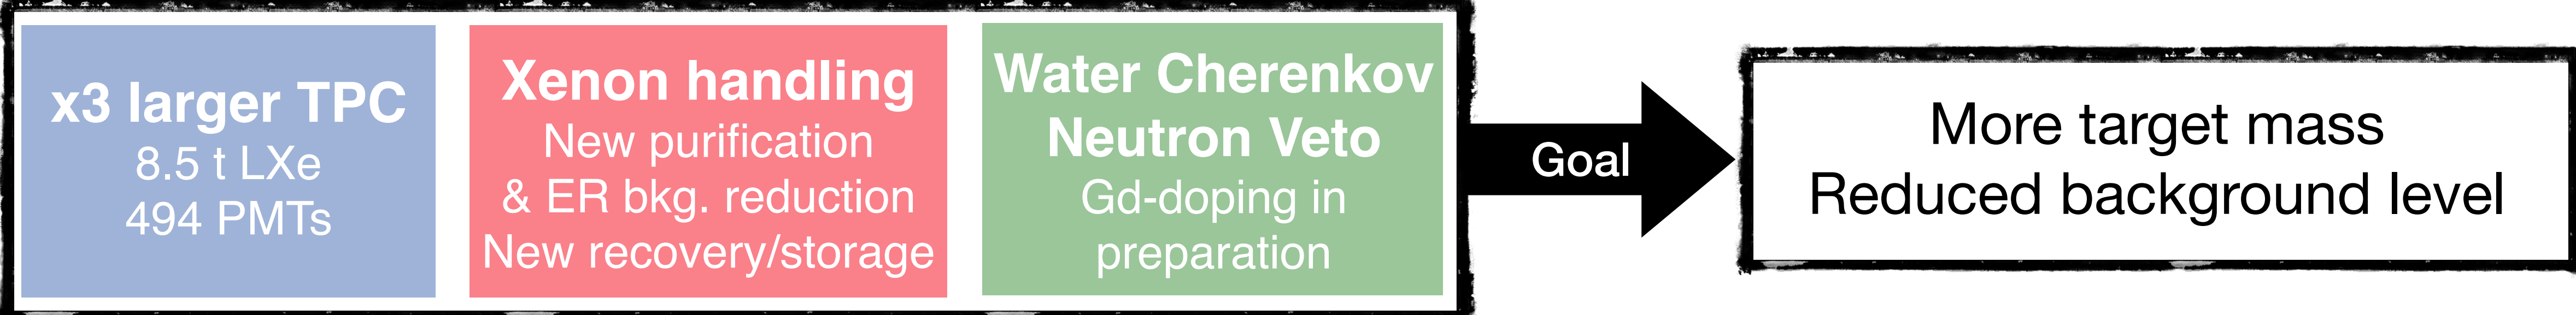 x3 larger TPC
8.5 t LXe
494 PMTs
Xenon handling
New purification
& ER bkg. reduction
New recovery/storage
Water Cherenkov
Neutron Veto
Gd-doping in
preparation
Goal
More target mass
Reduced background level